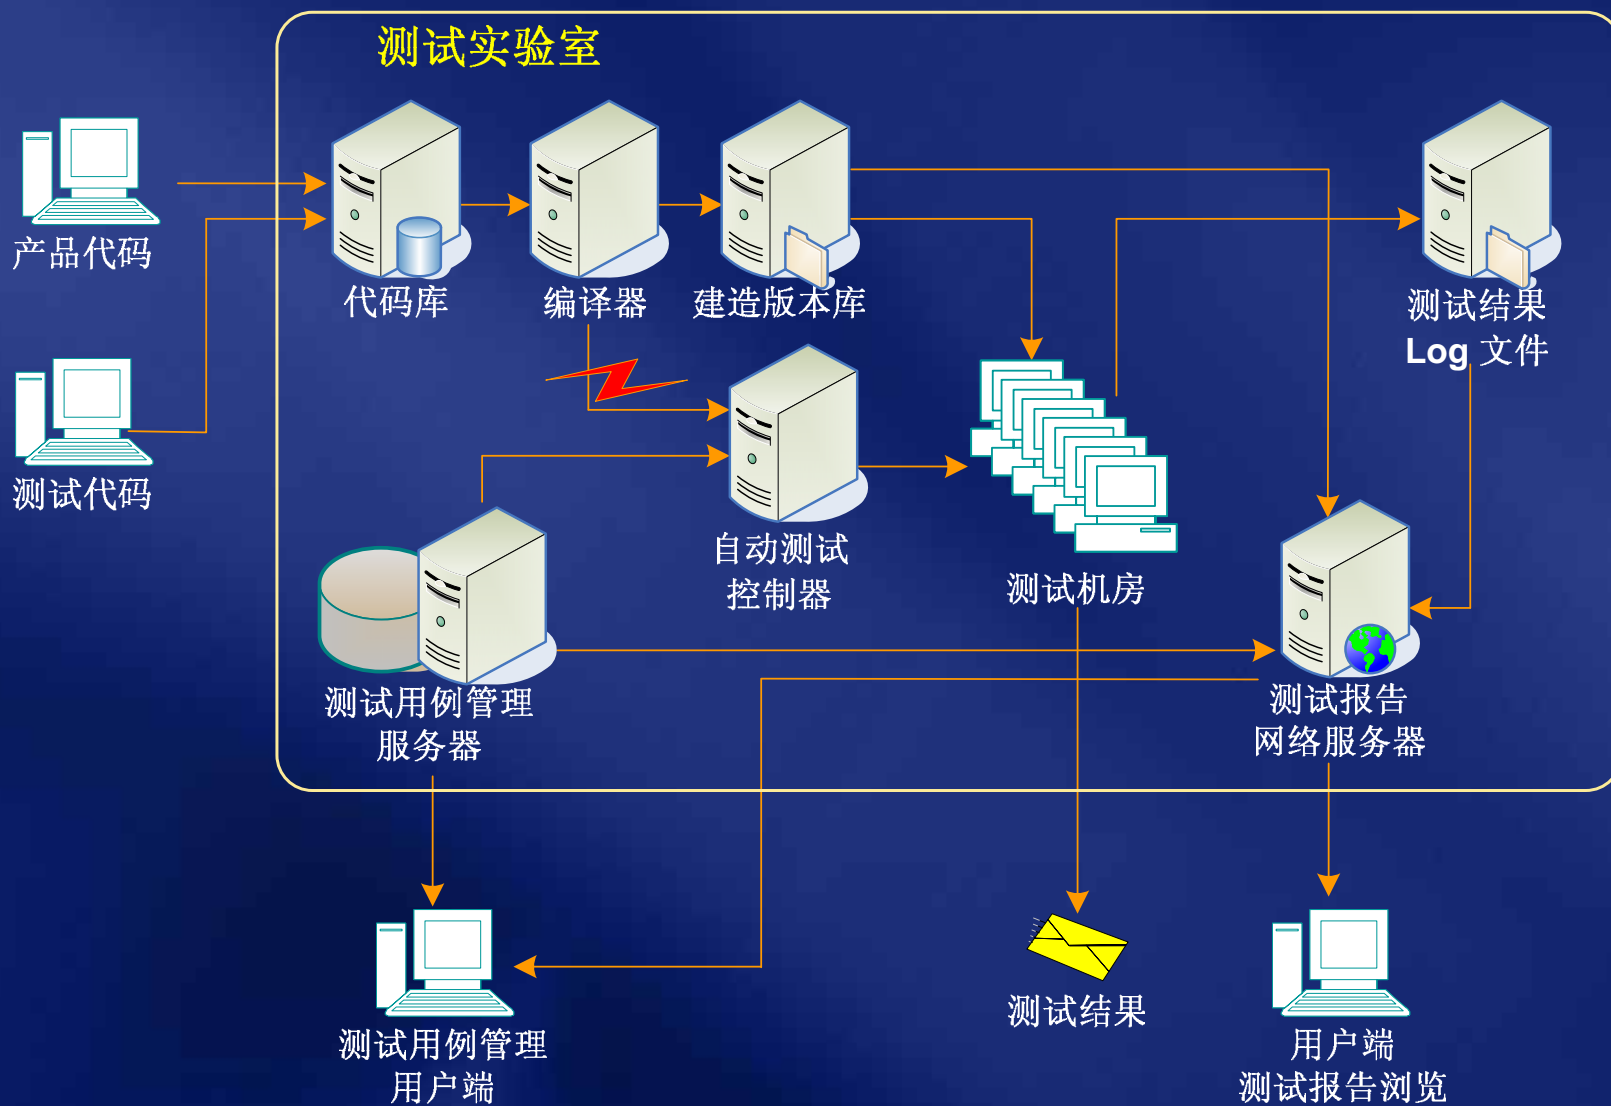 测试实验室
产品代码
代码库
编译器
建造版本库
测试结果
Log 文件
测试代码
自动测试
控制器
测试机房
测试用例管理
服务器
测试报告
网络服务器
测试用例管理
用户端
测试结果
用户端
测试报告浏览